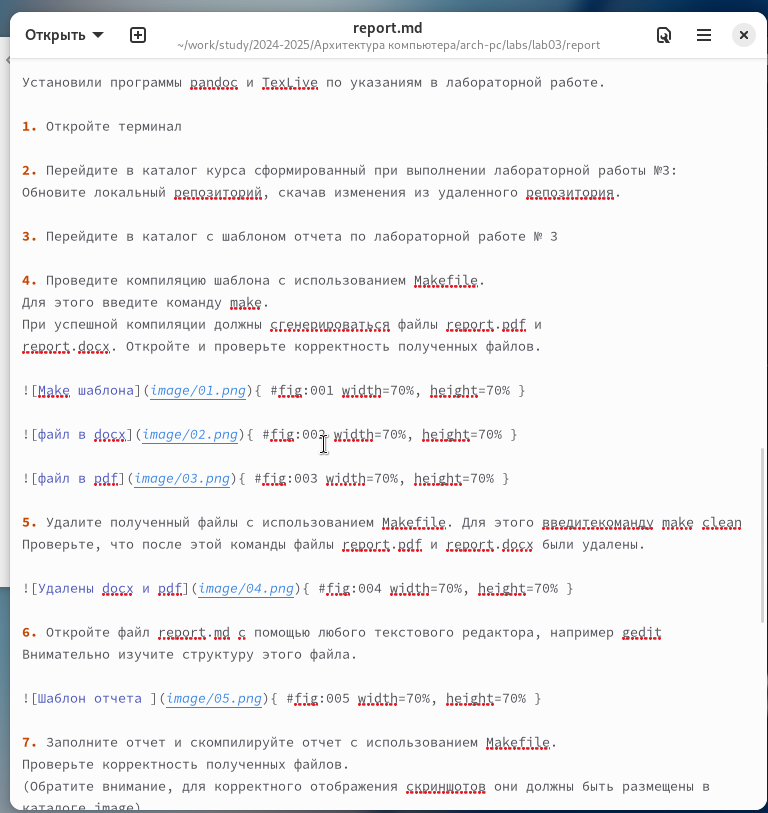 Открыть
report.md
~/work/study/2024-2025/Архитектура компьютера/arch-pc/labs/lab03/report
Установили программы pandoc и TexLive по указаниям в лабораторной работе.
1. Откройте терминал
2. Перейдите в каталог курса сформированный при выполнении лабораторной работы №3:
Обновите локальный репозиторий, скачав изменения из удаленного репозитория.
3. Перейдите в каталог с шаблоном отчета по лабораторной работе № 3
4. Проведите компиляцию шаблона с использованием Makefile.
Для этого введите команду make.
При успешной компиляции должны сгенерироваться файлы report.pdf и
report.docx. Откройте и проверьте корректность полученных файлов.
![Make шаблона](image/01.png){ #fig:001 width=70%, height=70% }
![файл в docx](image/02.png){ #fig:002 width=70%, height=70% }
![файл в pdf](image/03.png){ #fig:003 width=70%, height=70% }
5. Удалите полученный файлы с использованием Makefile. Для этого введитекоманду make clean
Проверьте, что после этой команды файлы report.pdf и report.docx были удалены.
![Удалены docx и pdf](image/04.png){ #fig:004 width=70%, height=70% }
6. Откройте файл report.md с помощью любого текстового редактора, например gedit
Внимательно изучите структуру этого файла.
![Шаблон отчета ](image/05.png){ #fig:005 width=70%, height=70% }
7. Заполните отчет и скомпилируйте отчет с использованием Makefile.
Проверьте корректность полученных файлов.
(Обратите внимание, для корректного отображения скриншотов они должны быть размещены в
каталоге image)